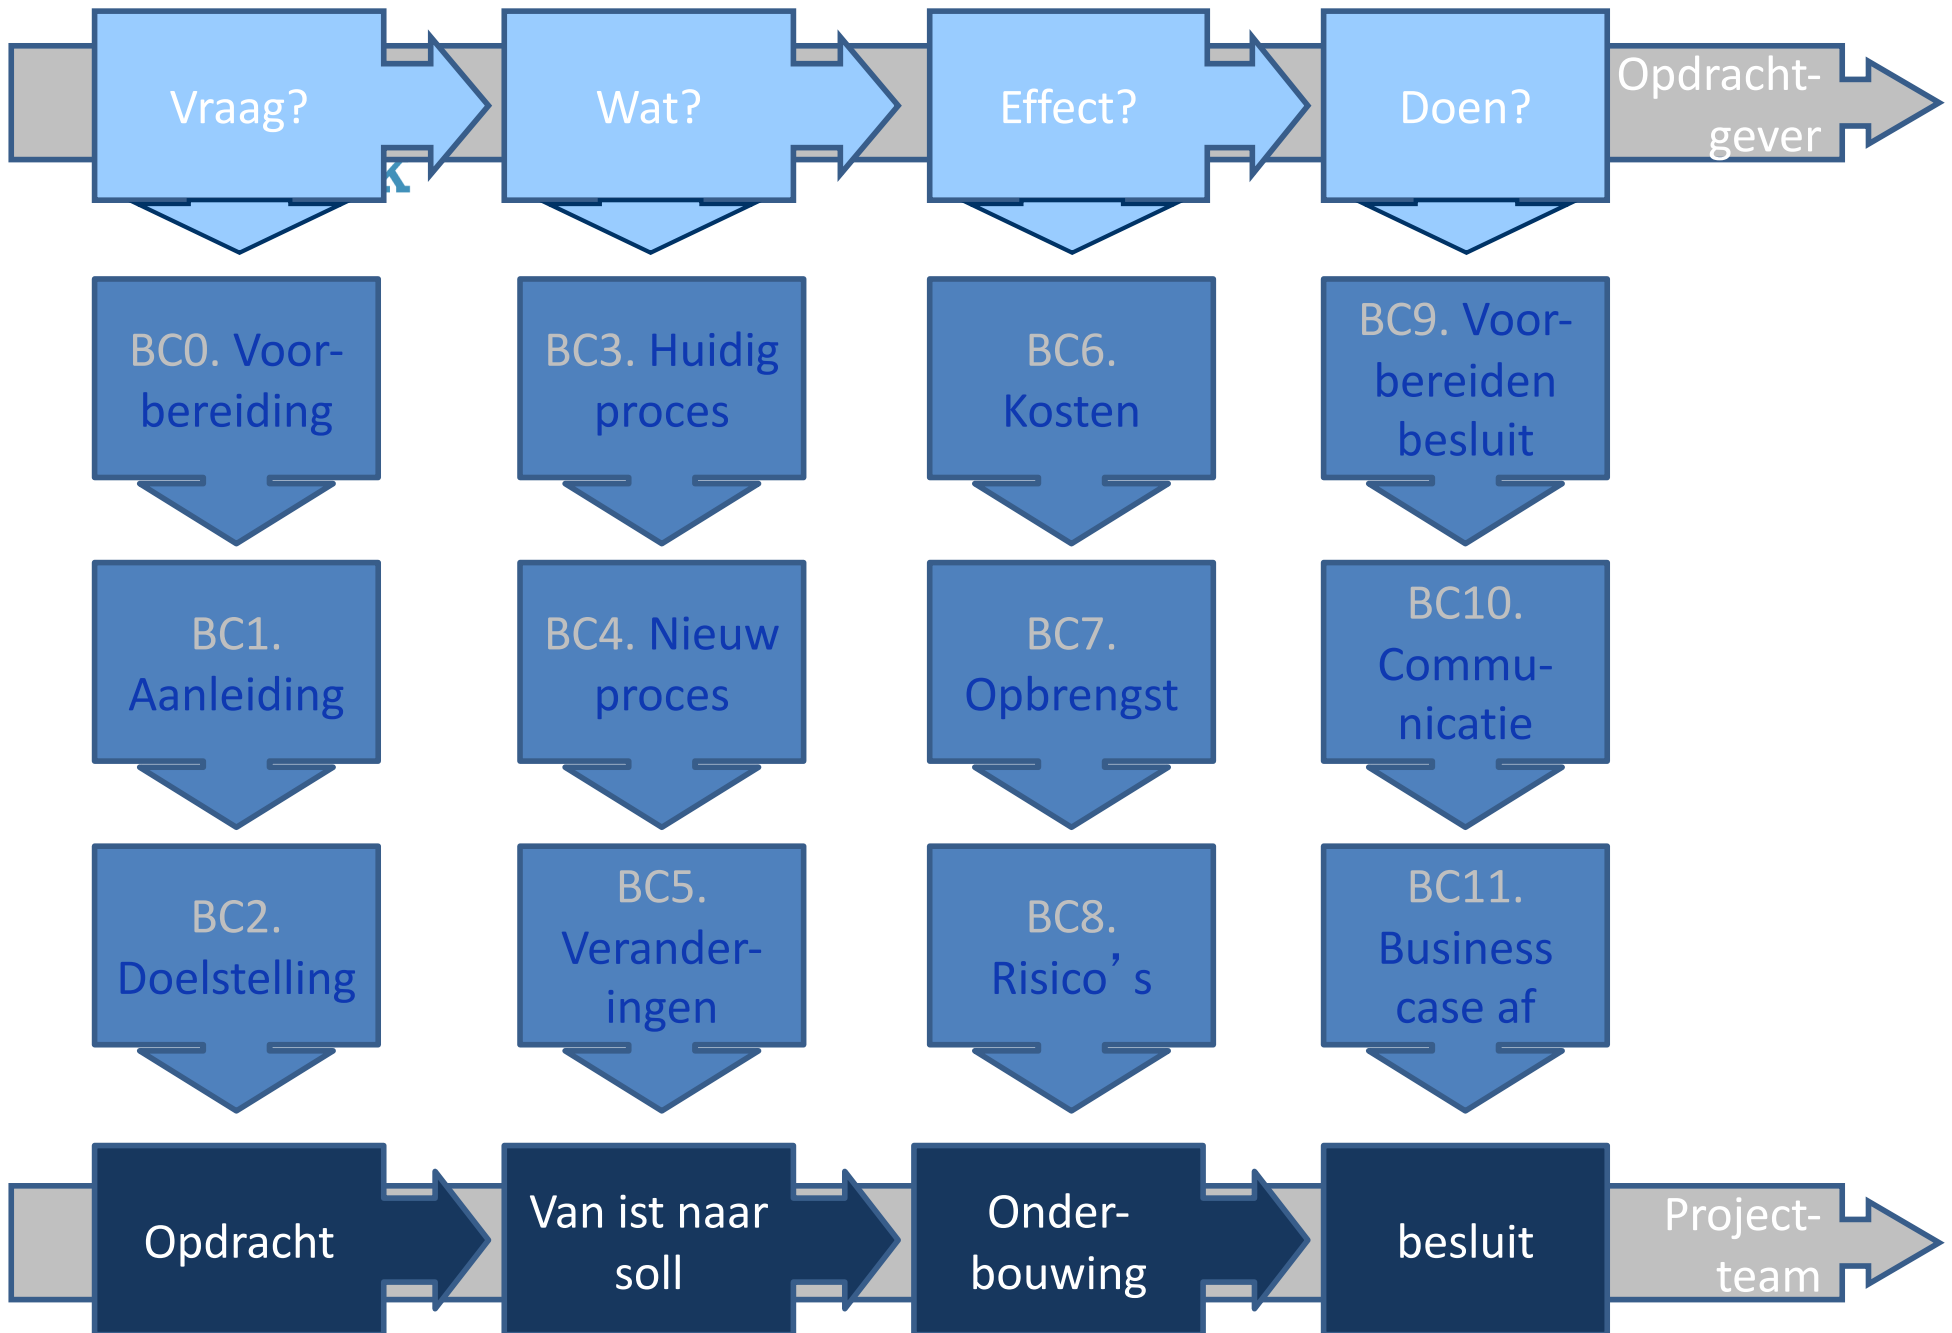 Vraag?
Wat?
Effect?
Doen?
Opdracht-
gever
k
BC0. Voor-
bereiding
BC3. Huidig
proces
BC6.
Kosten
BC9. Voor-
bereiden
besluit
BC1.
Aanleiding
BC4. Nieuw
proces
BC7.
Opbrengst
BC10.
Commu-
nicatie
BC2.
Doelstelling
BC5.
Verander-
ingen
BC8.
Risico’s
BC11.
Business
case af
Opdracht
Van ist naar
soll
Onder-
bouwing
besluit
Project-
team